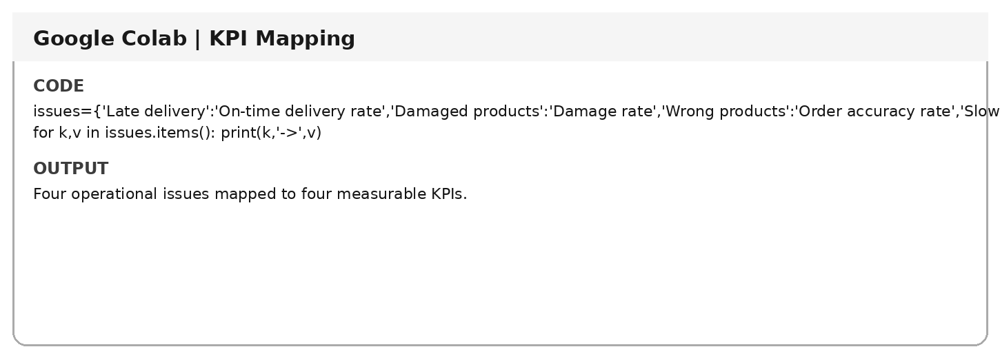 Google Colab | KPI Mapping
CODE
issues={'Late delivery':'On-time delivery rate','Damaged products':'Damage rate','Wrong products':'Order accuracy rate','Slow
for k,v in issues.items(): print(k,'->',v)
OUTPUT
Four operational issues mapped to four measurable KPIs.